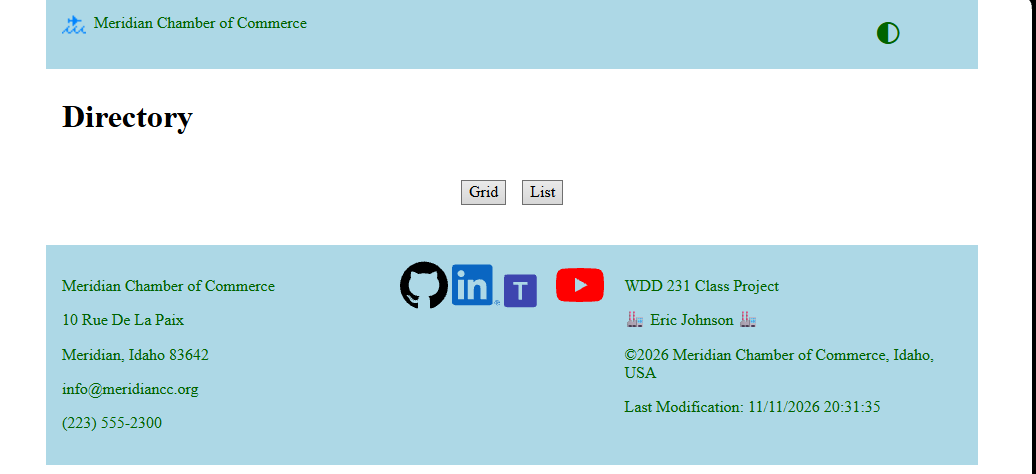 Meridian Chamber of Commerce
Directory
Grid
List
Meridian Chamber of Commerce
10 Rue De La Paix
Meridian, Idaho 83642
info@meridiancc.org
(223) 555-2300
in
T
WDD 231 Class Project
Eric Johnson
©2026 Meridian Chamber of Commerce, Idaho,
USA
Last Modification: 11/11/2026 20:31:35